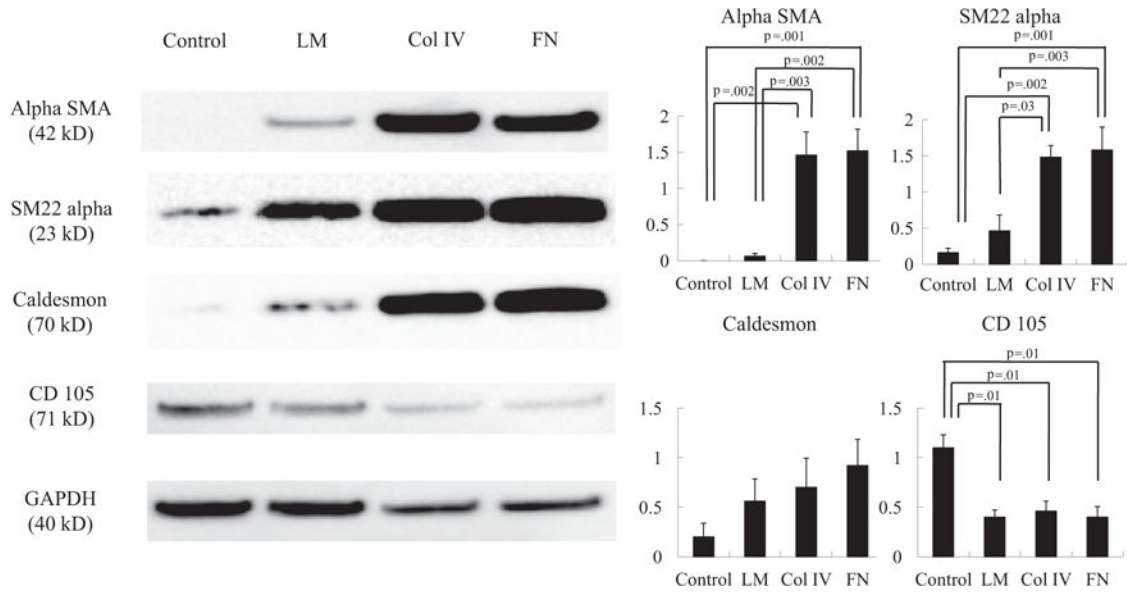 Control LM Col IV FN
Alpha SMA
(42 kD)
SM22 alpha
(23 kD)
Caldesmon
(70 kD)
CD 105
(71 kD)
GAPDH
(40 kD)
Alpha SMA
p=.001
p=.002
p=.003
p=.002
2
1.5
1
0.5
0
Control LM Col IV FN
SM22 alpha
p=.001
p=.003
p=.002
p=.03
2
1.5
1
0.5
0
Control LM Col IV FN
Caldesmon
1.5
1
0.5
0
Control LM Col IV FN
CD 105
p=.01
p=.01
p=.01
1.5
1
0.5
0
Control LM Col IV FN